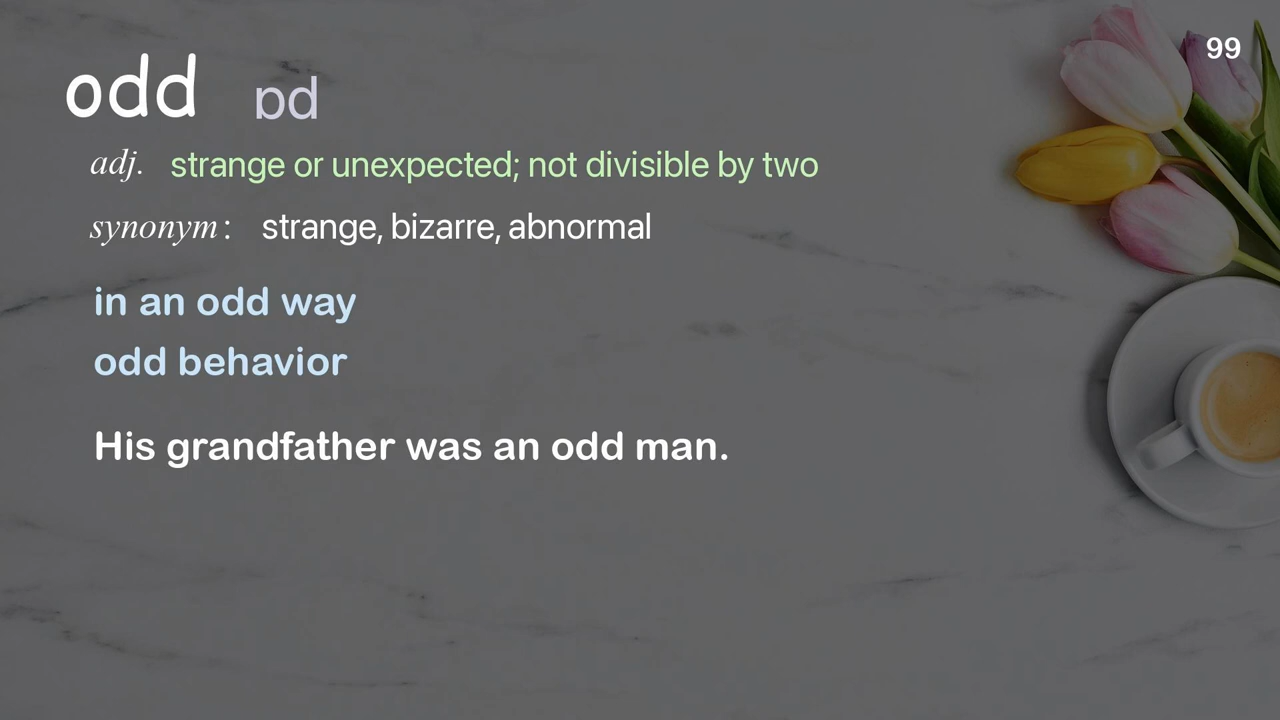 99
odd ɒd
adj. strange or unexpected; not divisible by two
synonym: strange, bizarre, abnormal
in an odd way
odd behavior
His grandfather was an odd man.